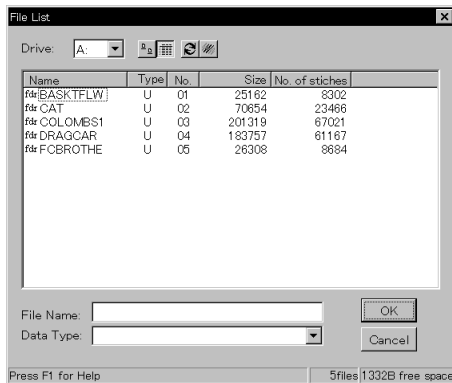 File List
Drive: A:
Name Type No. Size No. of stiches
fdr BASKTFLW U 01 25162 8302
fdr CAT U 02 70654 23466
fdr COLOMBS1 U 03 201319 67021
fdr DRAGCAR U 04 183757 61167
fdr FCBROTHE U 05 26308 8684
File Name: OK
Data Type: Cancel
Press F1 for Help 5files 1332B free space